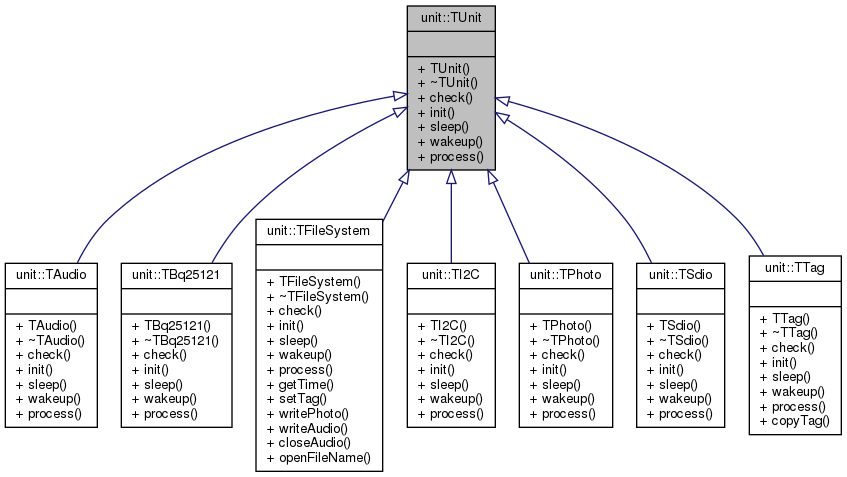 unit::TUnit
+ TUnit()
+ ~TUnit()
+ check()
+ init()
+ sleep()
+ wakeup()
+ process()
unit::TAudio
+ TAudio()
+ ~TAudio()
+ check()
+ init()
+ sleep()
+ wakeup()
+ process()
unit::TBq25121
+ TBq25121()
+ ~TBq25121()
+ check()
+ init()
+ sleep()
+ wakeup()
+ process()
unit::TFileSystem
+ TFileSystem()
+ ~TFileSystem()
+ check()
+ init()
+ sleep()
+ wakeup()
+ process()
+ getTime()
+ setTag()
+ writePhoto()
+ writeAudio()
+ closeAudio()
+ openFileName()
unit::TI2C
+ TI2C()
+ ~TI2C()
+ check()
+ init()
+ sleep()
+ wakeup()
+ process()
unit::TPhoto
+ TPhoto()
+ ~TPhoto()
+ check()
+ init()
+ sleep()
+ wakeup()
+ process()
unit::TSdio
+ TSdio()
+ ~TSdio()
+ check()
+ init()
+ sleep()
+ wakeup()
+ process()
unit::TTag
+ TTag()
+ ~TTag()
+ check()
+ init()
+ sleep()
+ wakeup()
+ process()
+ copyTag()